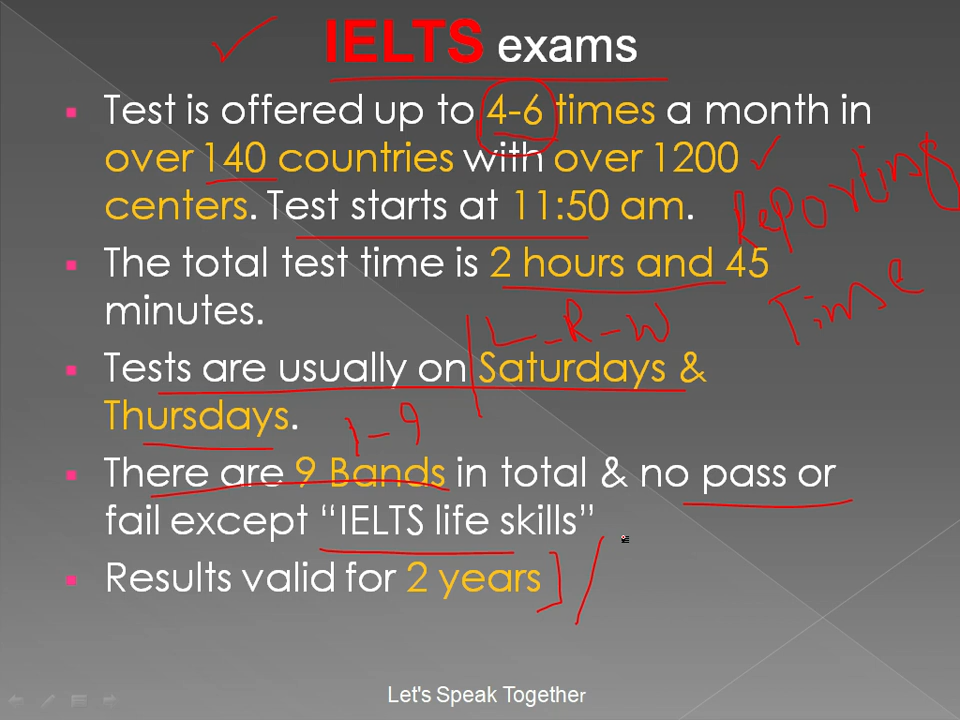 IELTS exams
Test is offered up to 4-6 times a month in
over 140 countries with over 1200
centers. Test starts at 11:50 am.
Reporting
Time
The total test time is 2 hours and 45
minutes.
L-R-W
Tests are usually on Saturdays &
Thursdays.
1-9
There are 9 Bands in total & no pass or
fail except “IELTS life skills”
Results valid for 2 years
Let's Speak Together